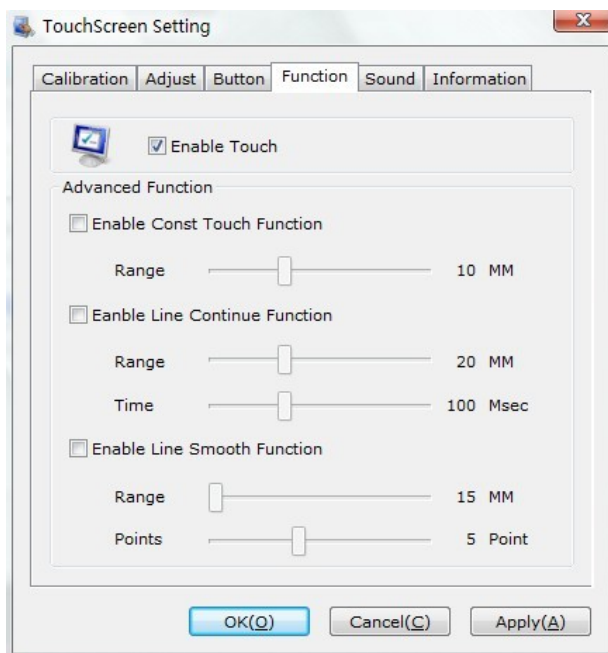 TouchScreen Setting
Calibration Adjust Button Function Sound Information
Enable Touch
Advanced Function
Enable Const Touch Function
Range 10 MM
Eanble Line Continue Function
Range 20 MM
Time 100 Msec
Enable Line Smooth Function
Range 15 MM
Points 5 Point
OK(O) Cancel(C) Apply(A)